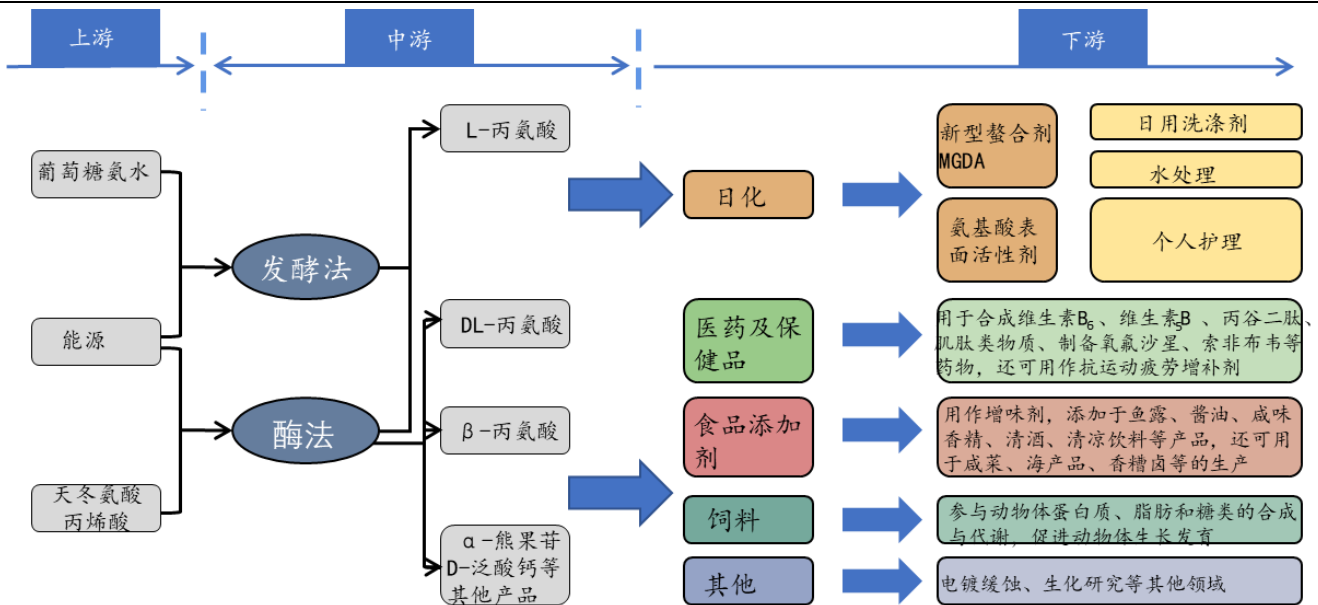 上游
中游
下游
葡萄糖氨水
能源
天冬氨酸
丙烯酸
发酵法
酶法
L-丙氨酸
DL-丙氨酸
β-丙氨酸
α-熊果苷
D-泛酸钙等
其他产品
日化
新型螯合剂
MGDA
氨基酸表
面活性剂
日用洗涤剂
水处理
个人护理
医药及保
健品
用于合成维生素B6、维生素B5、丙谷二肽、
肌肽类物质、制备氧氟沙星、索非布韦等
药物，还可用作抗运动疲劳增补剂
食品添加
剂
用作增味剂，添加于鱼露、酱油、咸味
香精、清酒、清凉饮料等产品，还可用
于咸菜、海产品、香糟卤等的生产
饲料
参与动物体蛋白质、脂肪和糖类的合成
与代谢，促进动物体生长发育
其他
电镀缓蚀、生化研究等其他领域